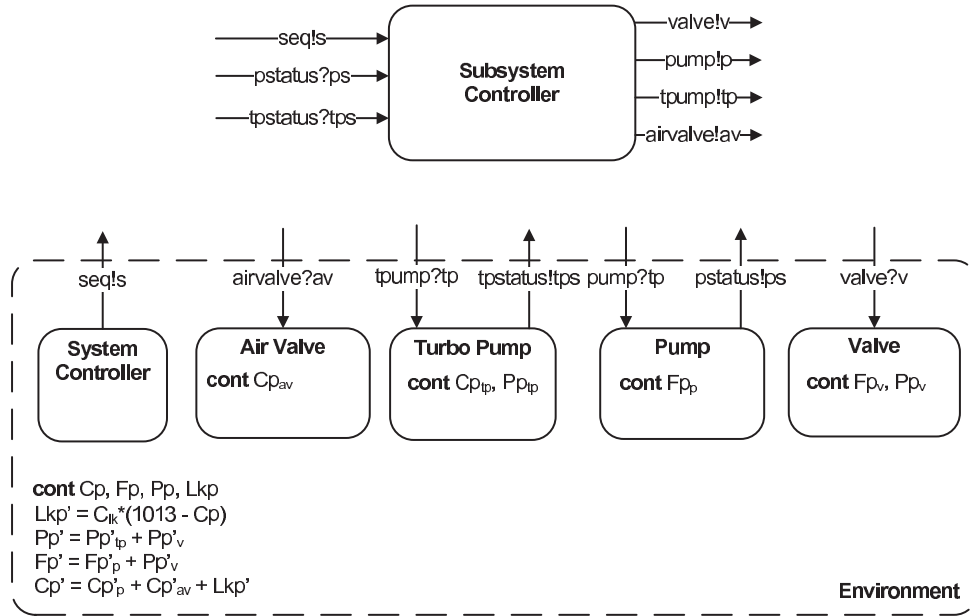 seq!s
pstatus?ps
tpstatus?tps
Subsystem
Controller
valve!v
pump!p
tpump!tp
airvalve!av
seq!s
airvalve?av
tpump?tp
tpstatus!tps
pump?tp
pstatus!ps
valve?v
System
Controller
Air Valve
cont Cpav
Turbo Pump
cont Cptp, Pptp
Pump
cont Fpp
Valve
cont Fpv, Ppv
cont Cp, Fp, Pp, Lkp
Lkp' = Clk*(1013 - Cp)
Pp' = Pp'tp + Pp'v
Fp' = Fp'p + Pp'v
Cp' = Cp'p + Cp'av + Lkp'
Environment